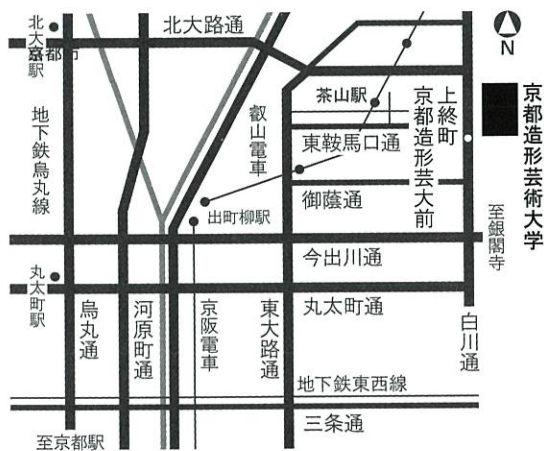 北大路通
北大路駅
京都市
地下鉄烏丸線
叡山電車
茶山駅
東鞍馬口通
上終町
京都造形芸大前
N
京都造形芸術大学
至銀閣寺
御蔭通
出町柳駅
今出川通
丸太町駅
丸太町通
烏丸通
河原町通
京阪電車
東大路通
白川通
地下鉄東西線
三条通
至京都駅